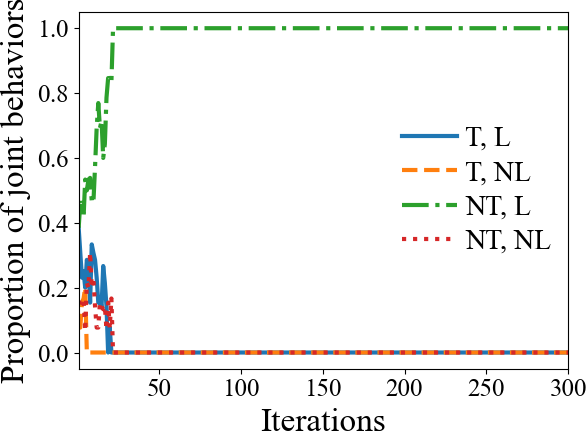 Proportion of joint behaviors
1.0
0.8
0.6
0.4
0.2
0.0
T, L
T, NL
NT, L
NT, NL
50 100 150 200 250 300
Iterations